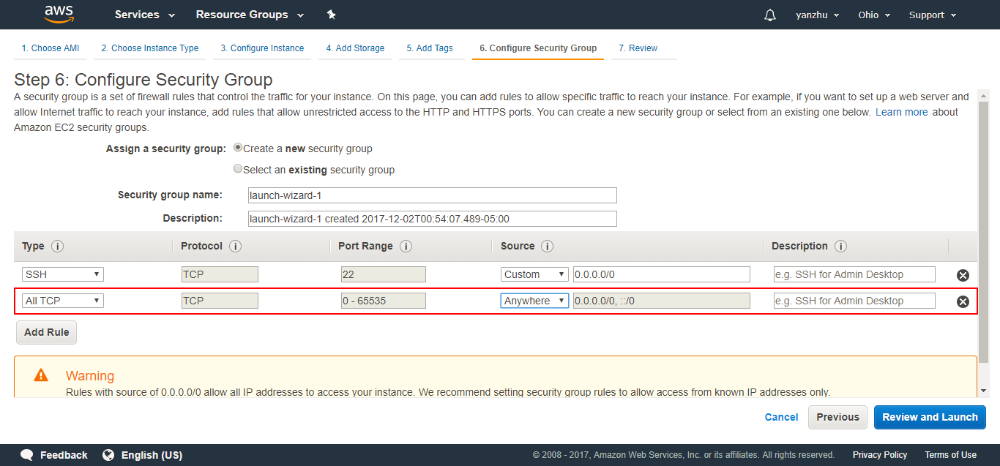 aws Services Resource Groups yanzhu Ohio Support
1. Choose AMI 2. Choose Instance Type 3. Configure Instance 4. Add Storage 5. Add Tags 6. Configure Security Group 7. Review
Step 6: Configure Security Group
A security group is a set of firewall rules that control the traffic for your instance. On this page, you can add rules to allow specific traffic to reach your instance. For example, if you want to set up a web server and
allow Internet traffic to reach your instance, add rules that allow unrestricted access to the HTTP and HTTPS ports. You can create a new security group or select from an existing one below. Learn more about
Amazon EC2 security groups.
Assign a security group: Create a new security group
Select an existing security group
Security group name: launch-wizard-1
Description: launch-wizard-1 created 2017-12-02T00:54:07.489-05:00
Type i Protocol i Port Range i Source i Description i
SSH TCP 22 Custom 0.0.0.0/0 e.g. SSH for Admin Desktop
All TCP TCP 0 - 65535 Anywhere 0.0.0.0/0, ::/0 e.g. SSH for Admin Desktop
Add Rule
Warning
Rules with source of 0.0.0.0/0 allow all IP addresses to access your instance. We recommend setting security group rules to allow access from known IP addresses only.
Cancel Previous Review and Launch
Feedback English (US) © 2008 - 2017, Amazon Web Services, Inc. or its affiliates. All rights reserved. Privacy Policy Terms of Use